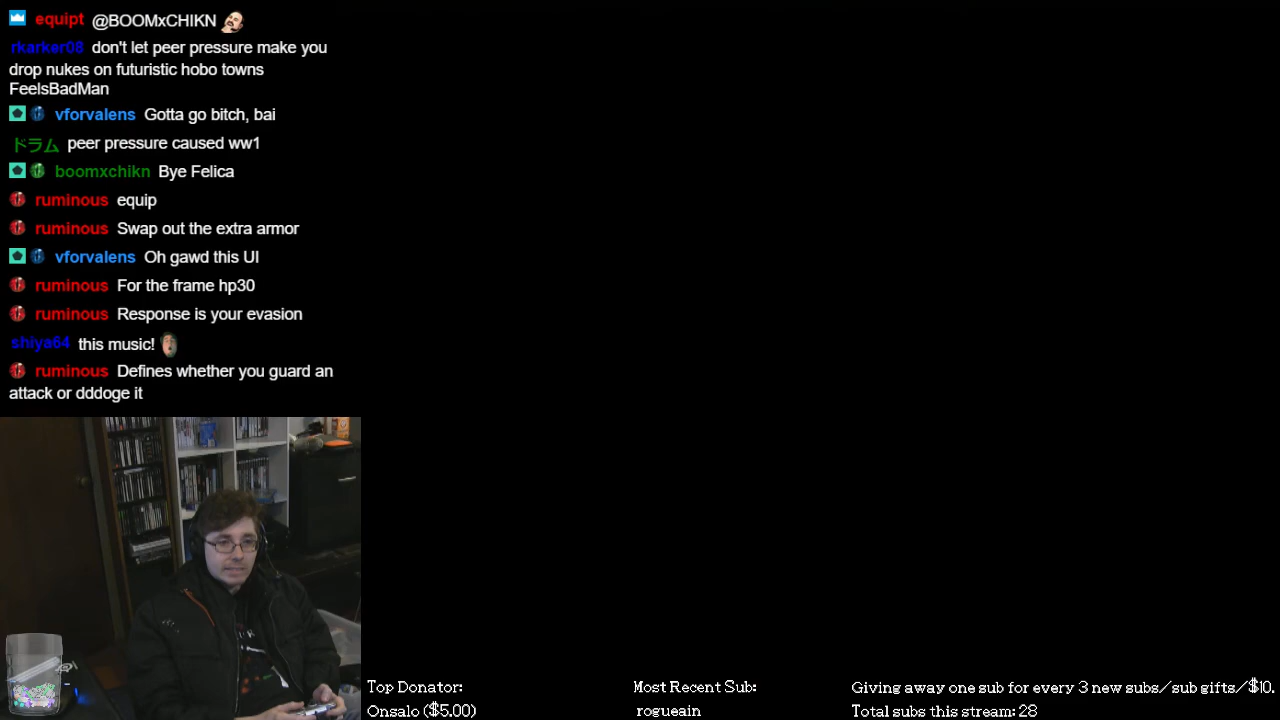 equipt @BOOMxCHIKN
rkarker08 don't let peer pressure make you
drop nukes on futuristic hobo towns
FeelsBadMan
vforvalens Gotta go bitch, bai
ドラム peer pressure caused ww1
boomxchikn Bye Felica
ruminous equip
ruminous Swap out the extra armor
vforvalens Oh gawd this UI
ruminous For the frame hp30
ruminous Response is your evasion
shiya64 this music!
ruminous Defines whether you guard an
attack or dddoge it
Top Donator:
Onsalo ($5.00)
Most Recent Sub:
rogueain
Giving away one sub for every 3 new subs/sub gifts/$10.
Total subs this stream: 28